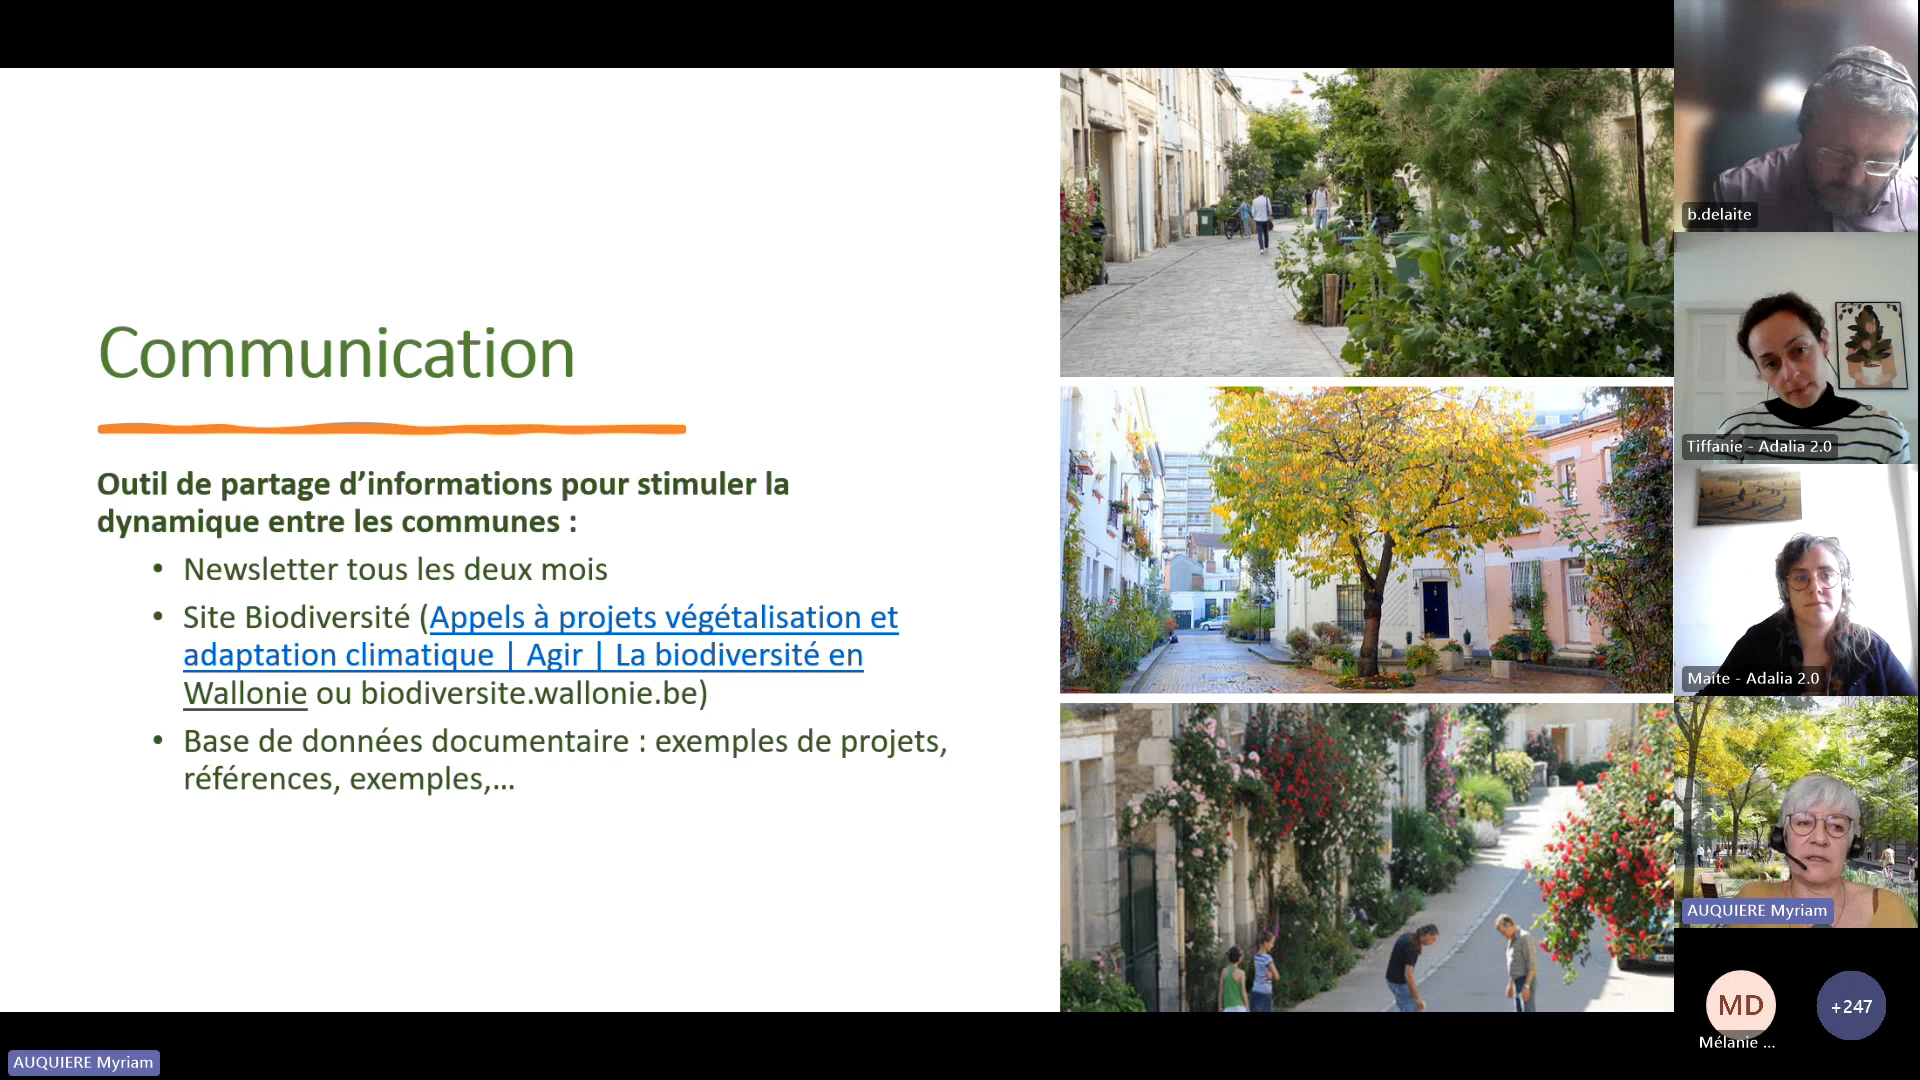 Communication
Outil de partage d’informations pour stimuler la
dynamique entre les communes :
• Newsletter tous les deux mois
• Site Biodiversité (Appels à projets végétalisation et
adaptation climatique | Agir | La biodiversité en
Wallonie ou biodiversite.wallonie.be)
• Base de données documentaire : exemples de projets,
références, exemples,...
b.delaite
Tiffanie - Adalia 2.0
Maite - Adalia 2.0
AUQUIERE Myriam
MD
Mélanie ...
+247
AUQUIERE Myriam